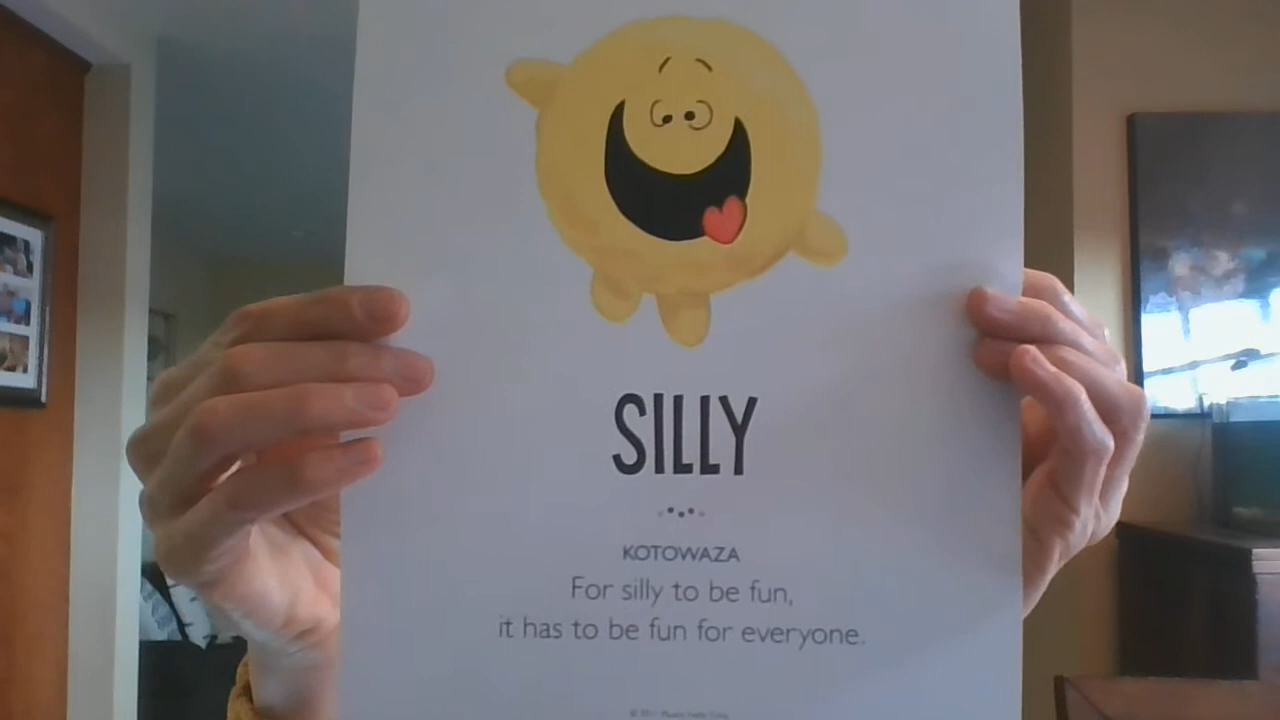 SILLY
KOTOWAZA
For silly to be fun,
it has to be fun for everyone.